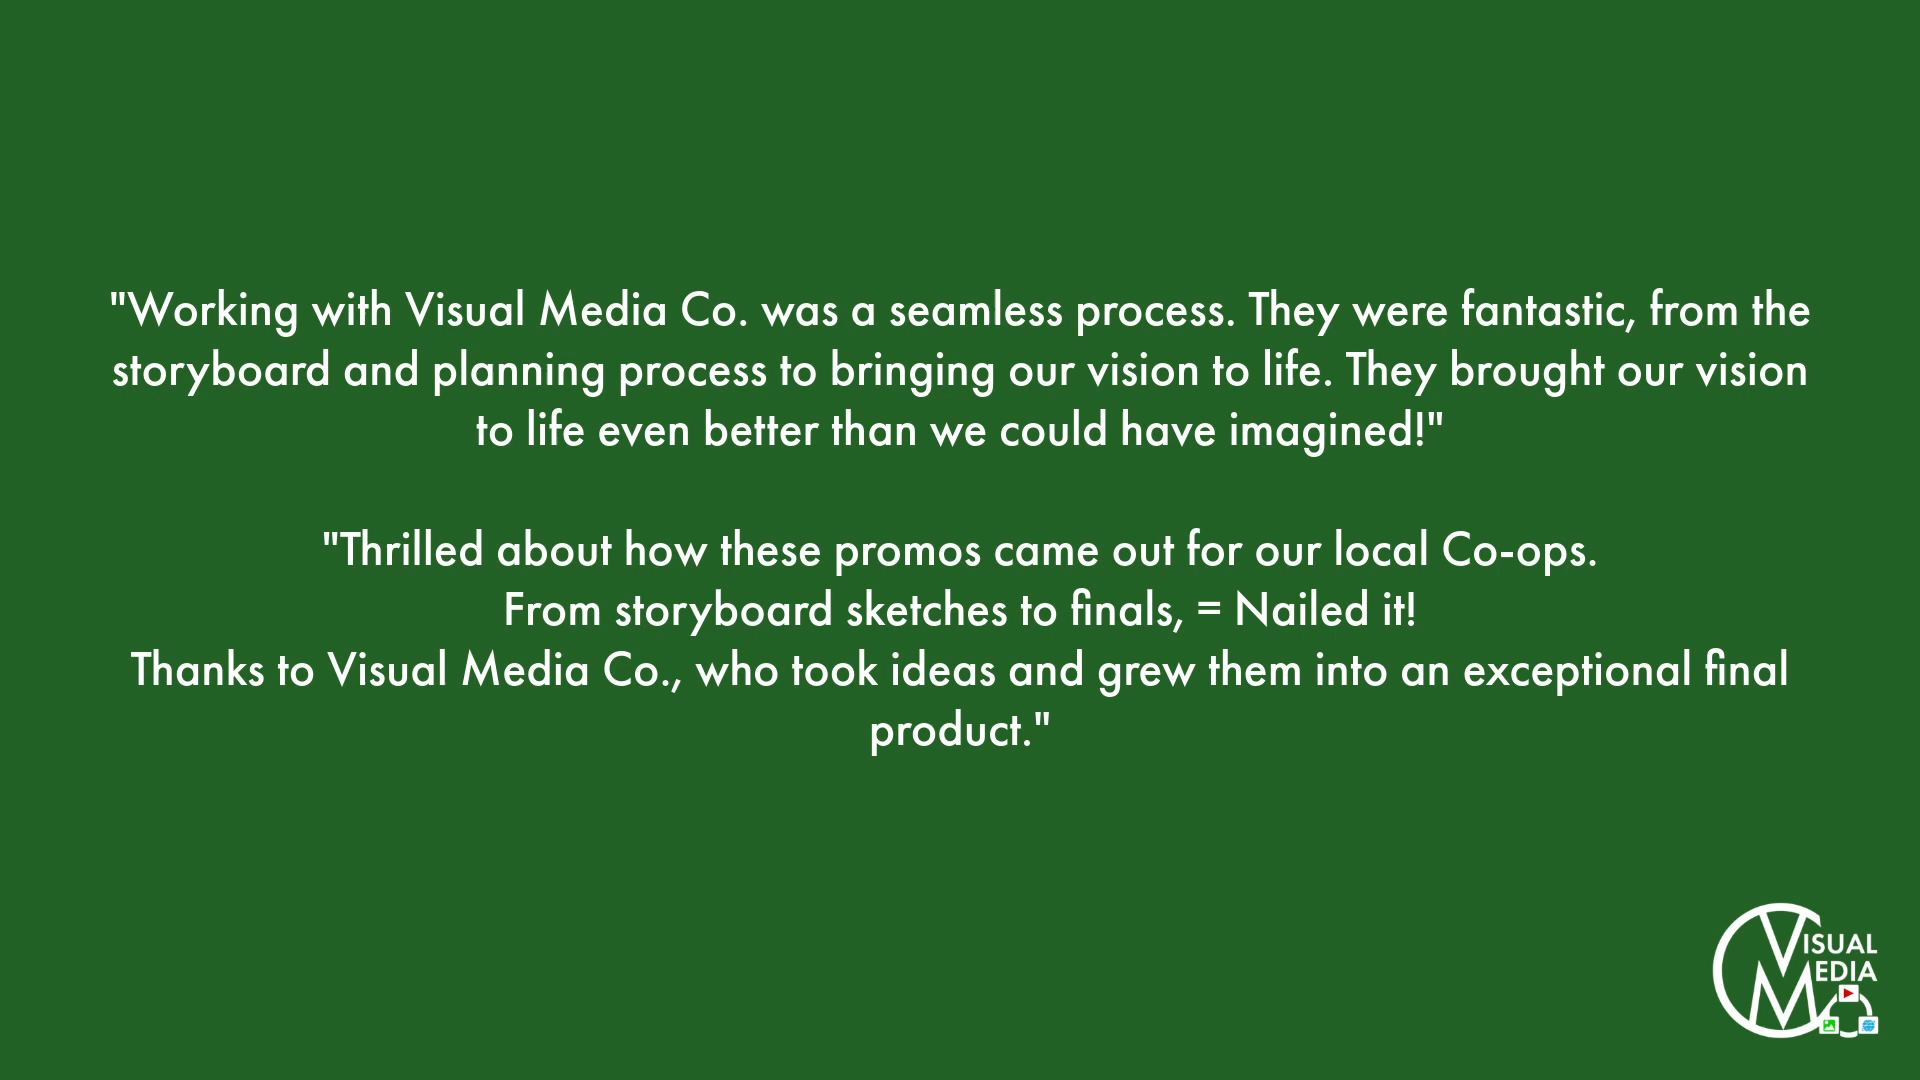 "Working with Visual Media Co. was a seamless process. They were fantastic, from the
storyboard and planning process to bringing our vision to life. They brought our vision
to life even better than we could have imagined!"
"Thrilled about how these promos came out for our local Co-ops.
From storyboard sketches to finals, = Nailed it!
Thanks to Visual Media Co., who took ideas and grew them into an exceptional final
product."
VISUAL
MEDIA